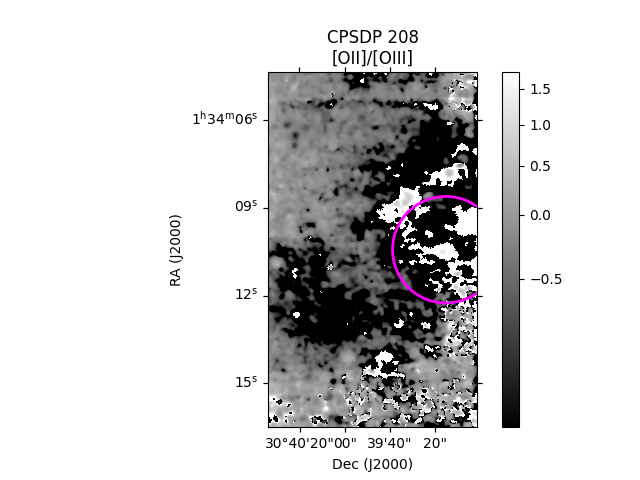 CPSDP 208
[OII]/[OIII]
1ʰ34ᵐ06ˢ
09ˢ
12ˢ
15ˢ
RA (J2000)
30°40'20"00" 39'40" 20"
Dec (J2000)
1.5
1.0
0.5
0.0
−0.5